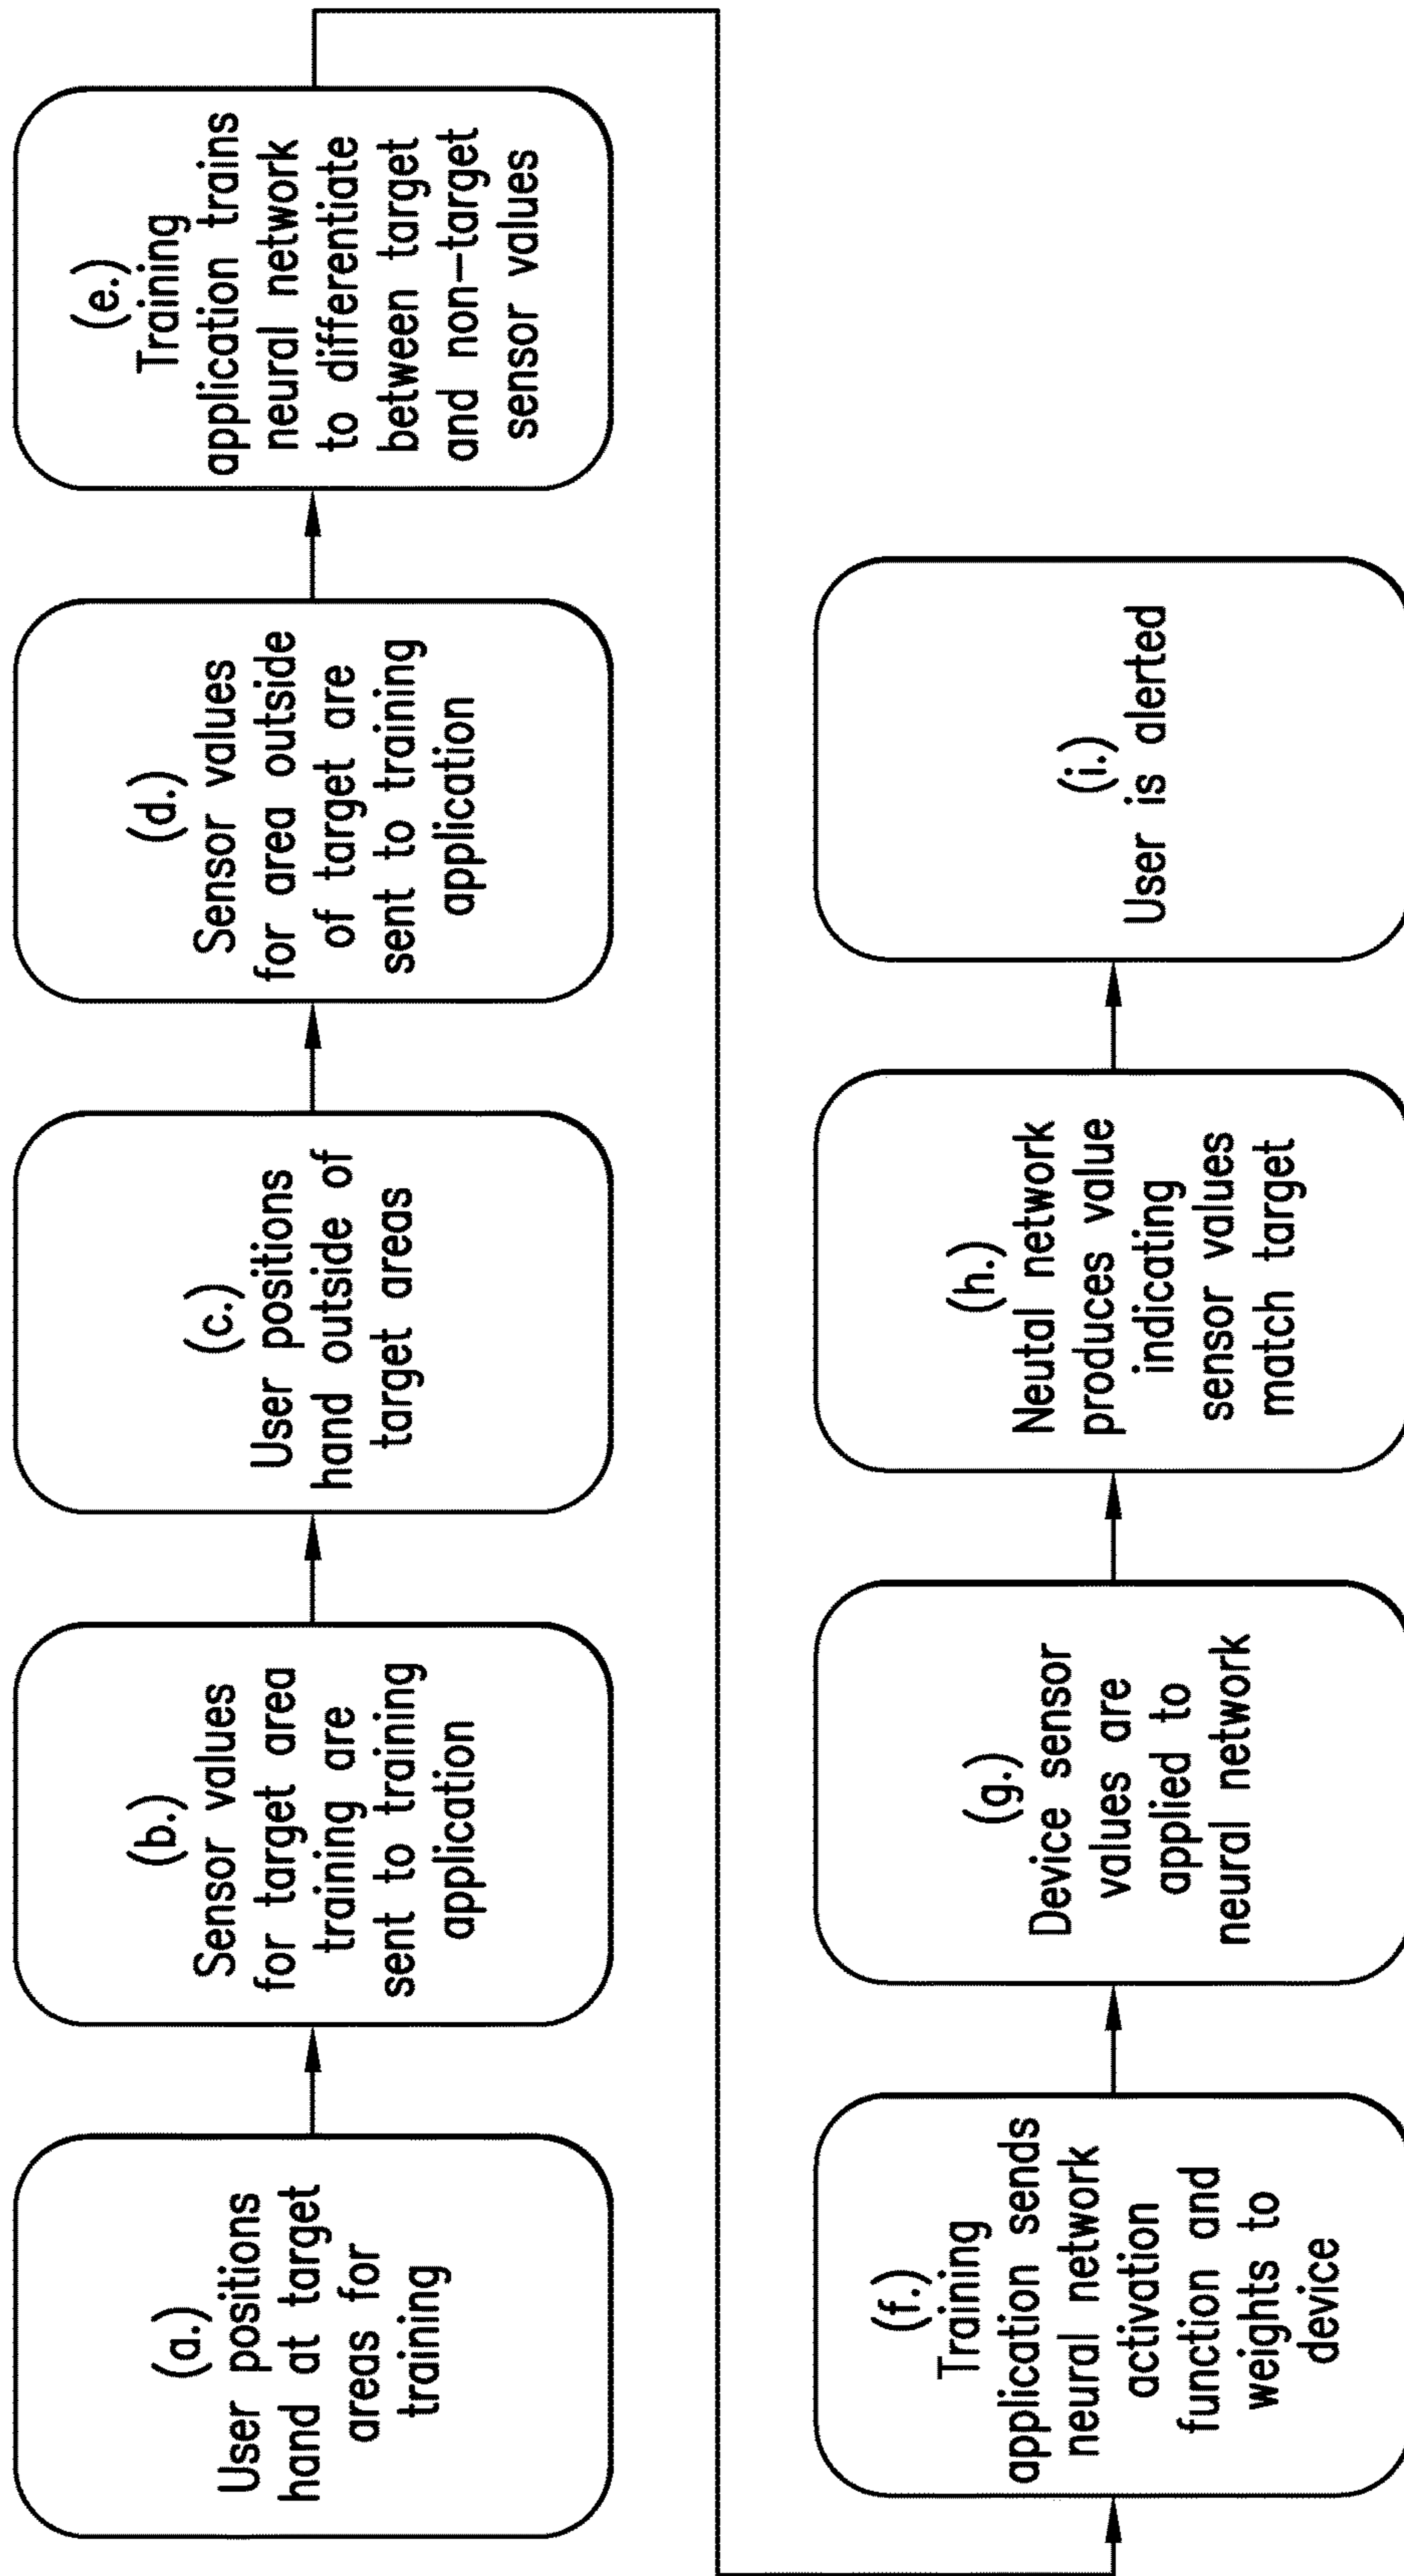 (a.)
User positions
hand at target
areas for
training
(b.)
Sensor values
for target area
training are
sent to training
application
(c.)
User positions
hand outside of
target areas
(d.)
Sensor values
for area outside
of target are
sent to training
application
(e.)
Training
application trains
neural network
to differentiate
between target
and non-target
sensor values
(f.)
Training
application sends
neural network
activation
function and
weights to
device
(g.)
Device sensor
values are
applied to
neural network
(h.)
Neutal network
produces value
indicating
sensor values
match target
(i.)
User is alerted